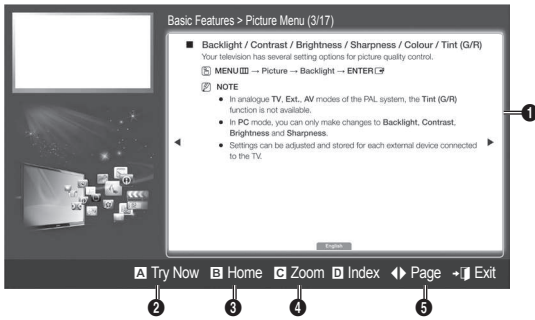 Basic Features > Picture Menu (3/17)
■ Backlight / Contrast / Brightness / Sharpness / Colour / Tint (G/R)
Your television has several setting options for picture quality control.
MENU → Picture → Backlight → ENTER
NOTE
● In analogue TV, Ext., AV modes of the PAL system, the Tint (G/R)
function is not available.
● In PC mode, you can only make changes to Backlight, Contrast,
Brightness and Sharpness.
● Settings can be adjusted and stored for each external device connected
to the TV.
◀ ▶
1
English
A Try Now B Home C Zoom D Index ◀▶ Page Exit
2 3 4 5